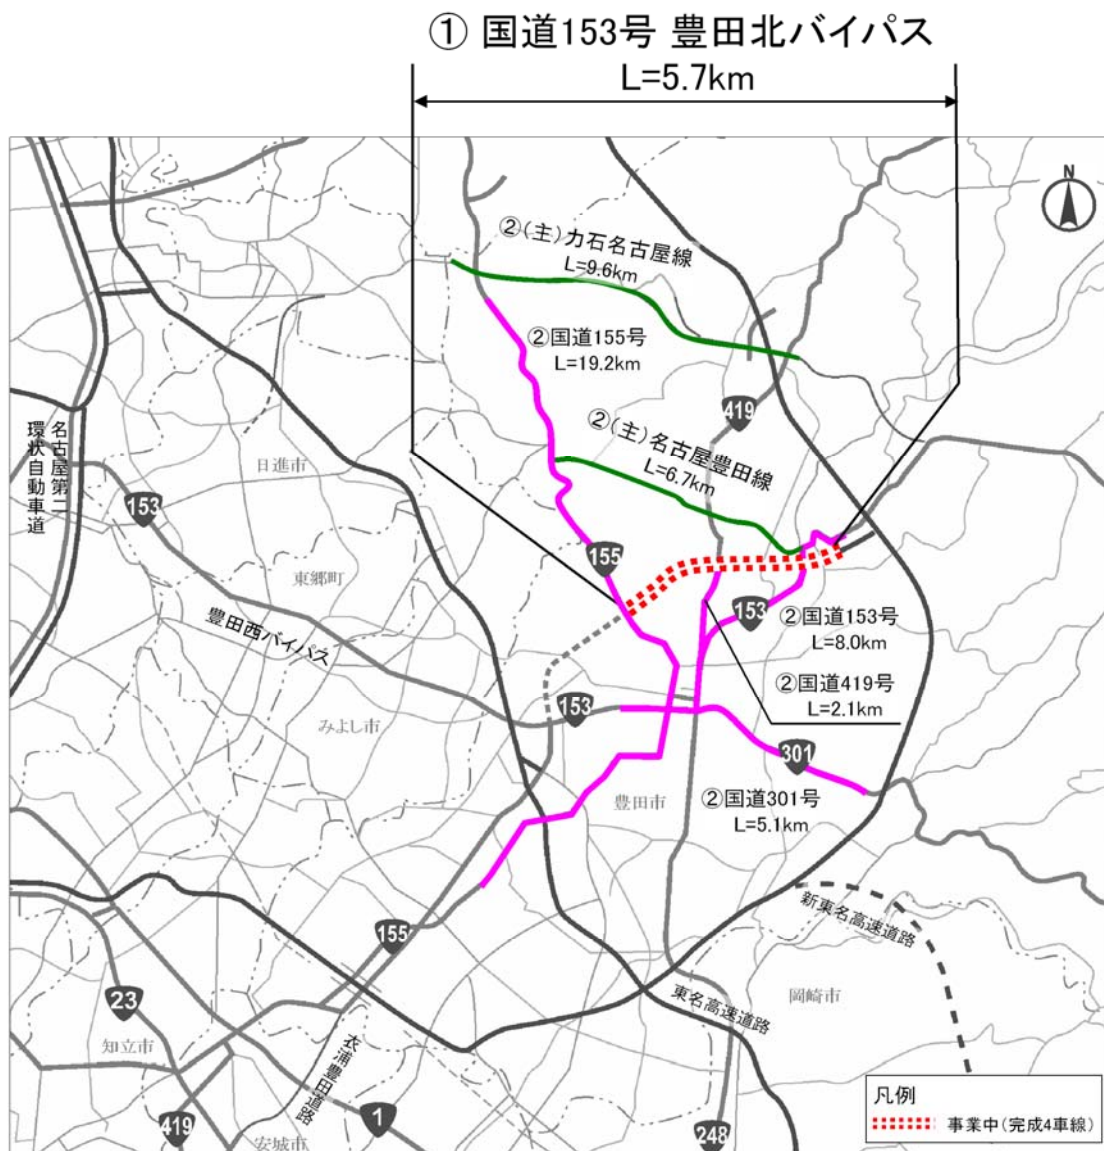 ① 国道153号 豊田北バイパス
L=5.7km
N
②(主)力石名古屋線
L=9.6km
②国道155号
L=19.2km
419
②(主)名古屋豊田線
L=6.7km
名古屋第二
環状自動車道
日進市
153
155
東郷町
153
②国道153号
L=8.0km
豊田西バイパス
②国道419号
L=2.1km
みよし市
153
301
豊田市
②国道301号
L=5.1km
155
新東名高速道路
23
東名高速道路
岡崎市
知立市
衣浦豊田道路
419
1
安城市
248
凡例
事業中(完成4車線)